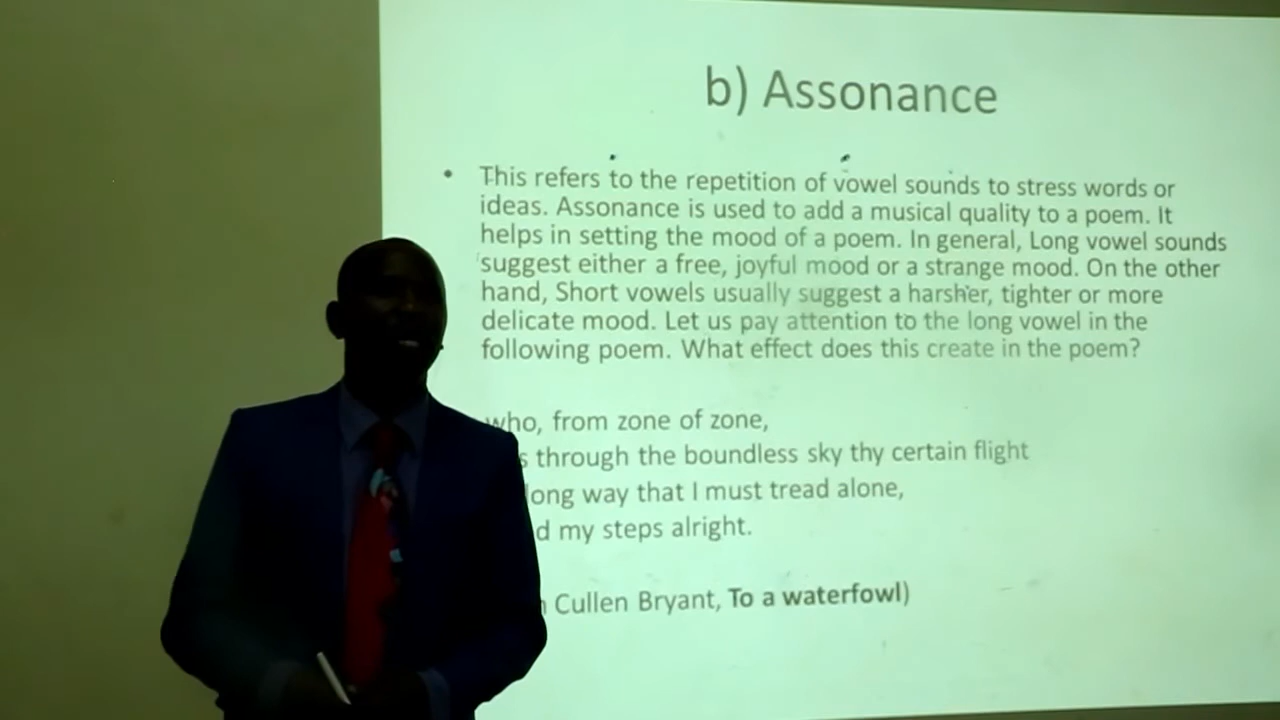 b) Assonance
• This refers to the repetition of vowel sounds to stress words or
ideas. Assonance is used to add a musical quality to a poem. It
helps in setting the mood of a poem. In general, Long vowel sounds
suggest either a free, joyful mood or a strange mood. On the other
hand, Short vowels usually suggest a harsher, tighter or more
delicate mood. Let us pay attention to the long vowel in the
following poem. What effect does this create in the poem?
who, from zone of zone,
through the boundless sky thy certain flight
long way that I must tread alone,
my steps alright.
Cullen Bryant, To a waterfowl)